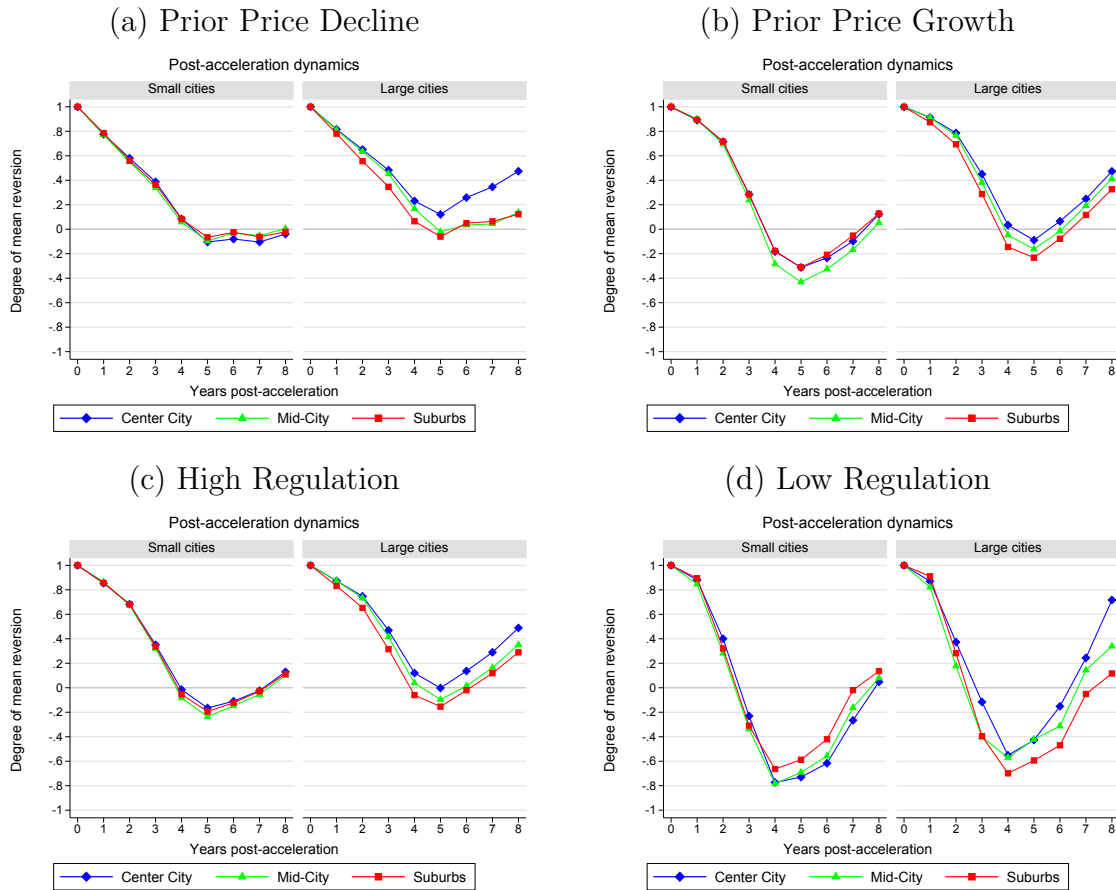 (a) Prior Price Decline
Post-acceleration dynamics
Small cities
Large cities
1
.8
.6
.4
.2
0
-.2
-.4
-.6
-.8
-1
Degree of mean reversion
0 1 2 3 4 5 6 7 8
0 1 2 3 4 5 6 7 8
Years post-acceleration
Center City
Mid-City
Suburbs
(b) Prior Price Growth
Post-acceleration dynamics
Small cities
Large cities
1
.8
.6
.4
.2
0
-.2
-.4
-.6
-.8
-1
Degree of mean reversion
0 1 2 3 4 5 6 7 8
0 1 2 3 4 5 6 7 8
Years post-acceleration
Center City
Mid-City
Suburbs
(c) High Regulation
Post-acceleration dynamics
Small cities
Large cities
1
.8
.6
.4
.2
0
-.2
-.4
-.6
-.8
-1
Degree of mean reversion
0 1 2 3 4 5 6 7 8
0 1 2 3 4 5 6 7 8
Years post-acceleration
Center City
Mid-City
Suburbs
(d) Low Regulation
Post-acceleration dynamics
Small cities
Large cities
1
.8
.6
.4
.2
0
-.2
-.4
-.6
-.8
-1
Degree of mean reversion
0 1 2 3 4 5 6 7 8
0 1 2 3 4 5 6 7 8
Years post-acceleration
Center City
Mid-City
Suburbs